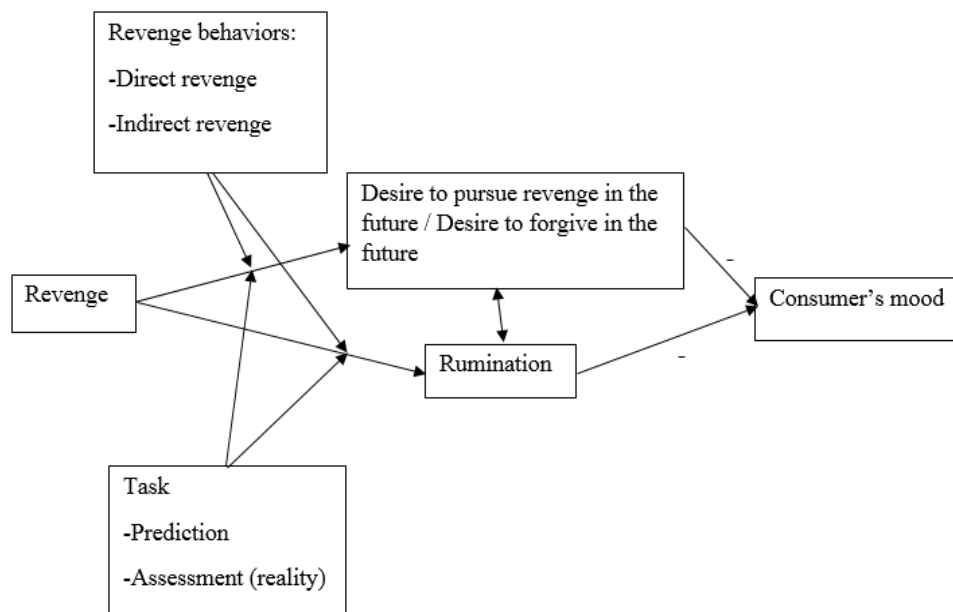 Revenge behaviors:
-Direct revenge
-Indirect revenge
Desire to pursue revenge in the
future / Desire to forgive in the
future
-
Revenge
Consumer’s mood
Rumination
-
Task
-Prediction
-Assessment (reality)